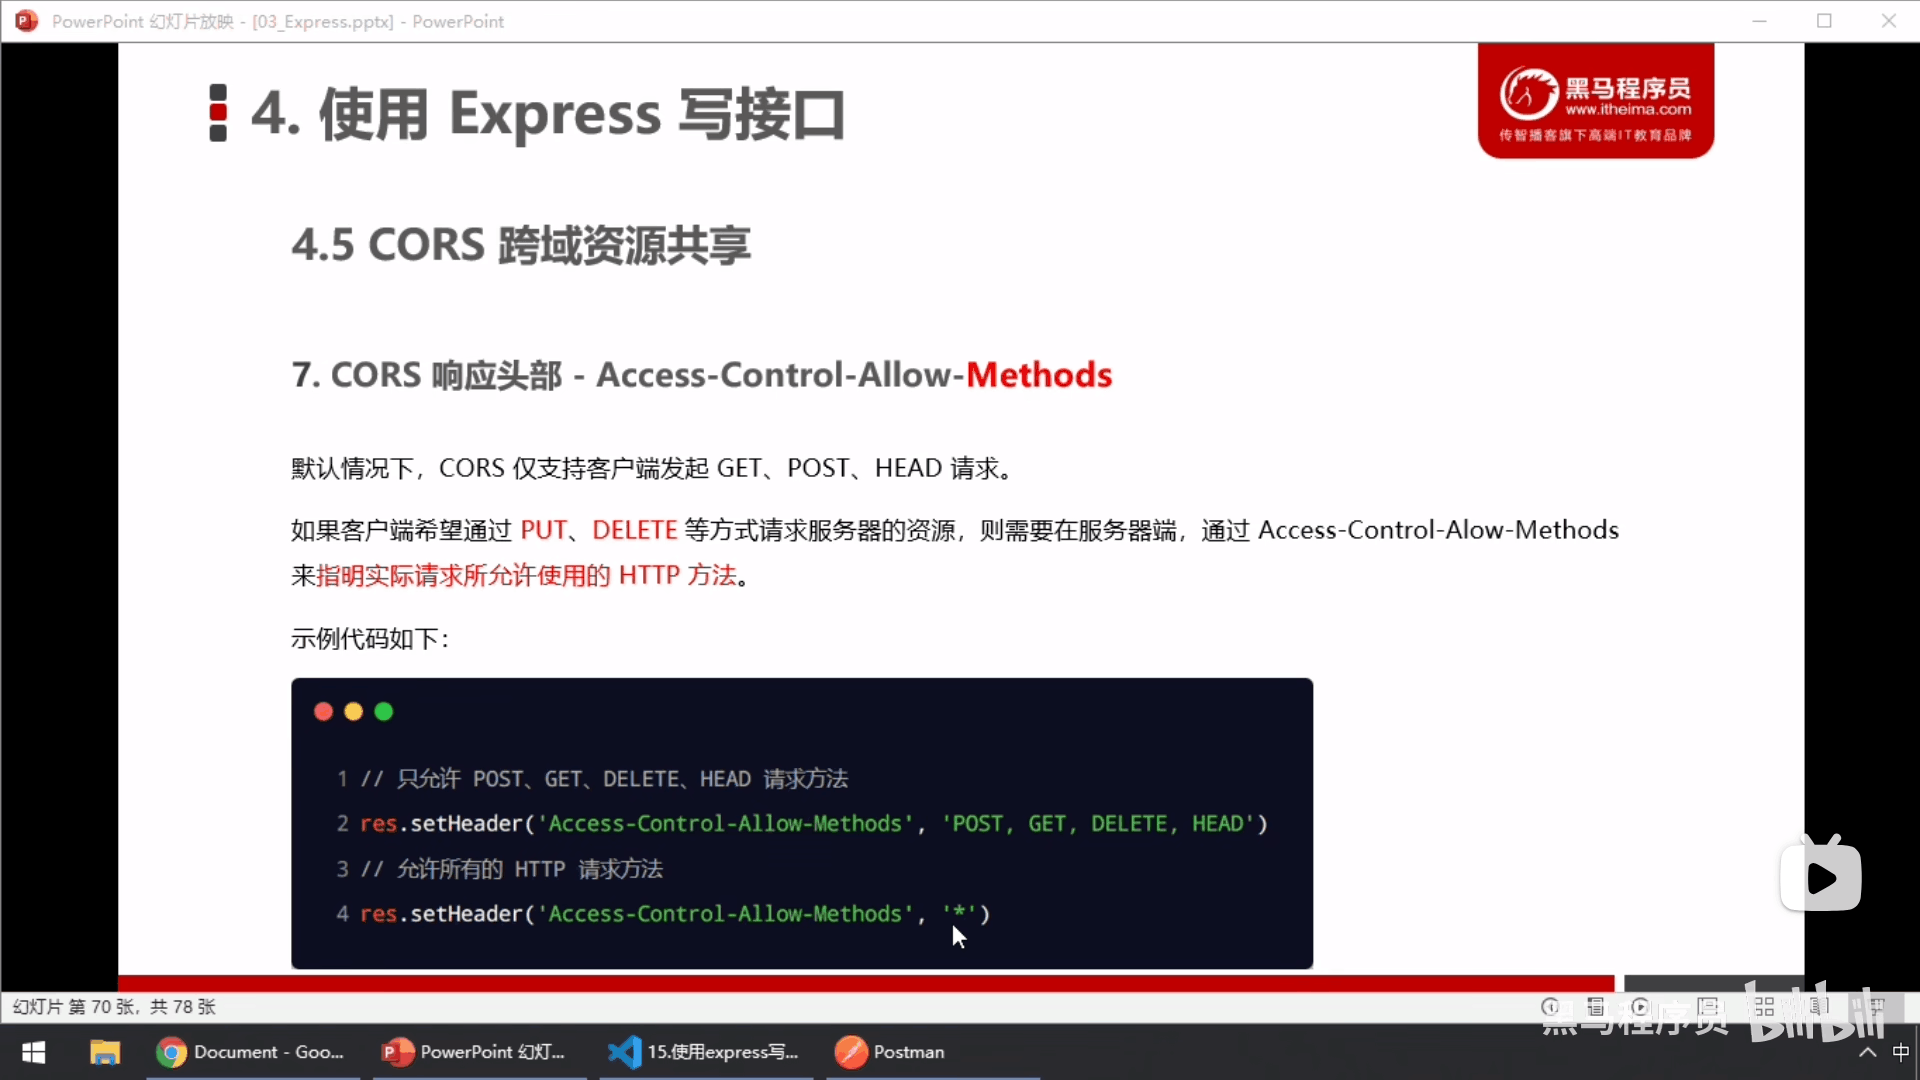 PowerPoint 幻灯片放映 - [03_Express.pptx] - PowerPoint
4. 使用 Express 写接口
黑马程序员
www.itheima.com
传智播客旗下高端IT教育品牌
4.5 CORS 跨域资源共享
7. CORS 响应头部 - Access-Control-Allow-Methods
默认情况下，CORS 仅支持客户端发起 GET、POST、HEAD 请求。
如果客户端希望通过 PUT、DELETE 等方式请求服务器的资源，则需要在服务器端，通过 Access-Control-Alow-Methods
来指明实际请求所允许使用的 HTTP 方法。
示例代码如下：
1 // 只允许 POST、GET、DELETE、HEAD 请求方法
2 res.setHeader('Access-Control-Allow-Methods', 'POST, GET, DELETE, HEAD')
3 // 允许所有的 HTTP 请求方法
4 res.setHeader('Access-Control-Allow-Methods', '*')
幻灯片 第 70 张，共 78 张
黑马程序员 bilibili
Document - Goo...
PowerPoint 幻灯...
15.使用express写...
Postman
中